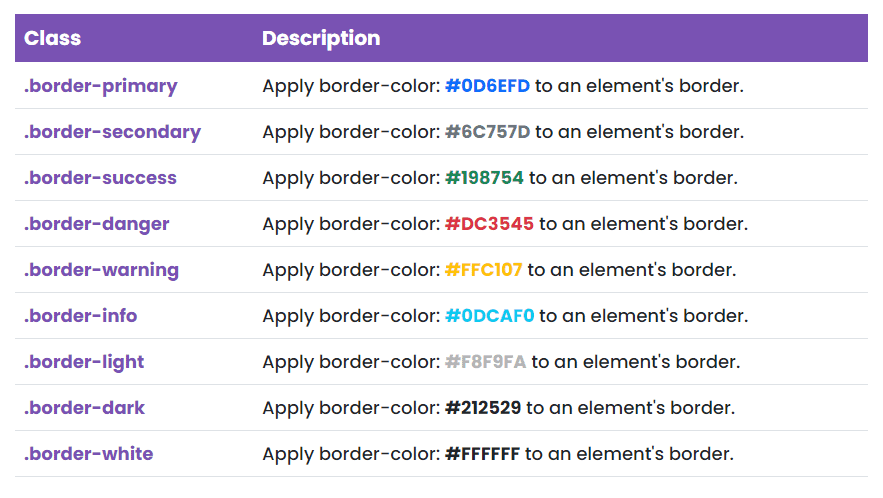 Class Description
.border-primary Apply border-color: #0D6EFD to an element's border.
.border-secondary Apply border-color: #6C757D to an element's border.
.border-success Apply border-color: #198754 to an element's border.
.border-danger Apply border-color: #DC3545 to an element's border.
.border-warning Apply border-color: #FFC107 to an element's border.
.border-info Apply border-color: #0DCAF0 to an element's border.
.border-light Apply border-color: #F8F9FA to an element's border.
.border-dark Apply border-color: #212529 to an element's border.
.border-white Apply border-color: #FFFFFF to an element's border.